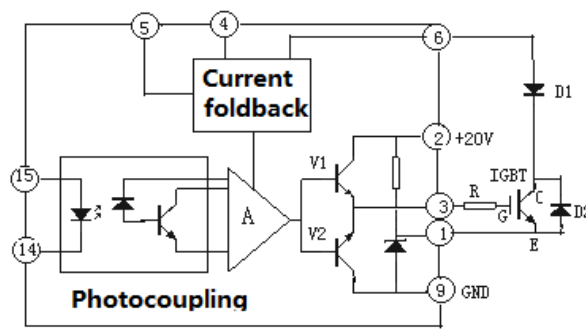 5
4
6
Current
foldback
D1
2
+20V
V1
IGBT
15
R
C
3
A
G
D2
1
V2
E
14
9
GND
Photocoupling